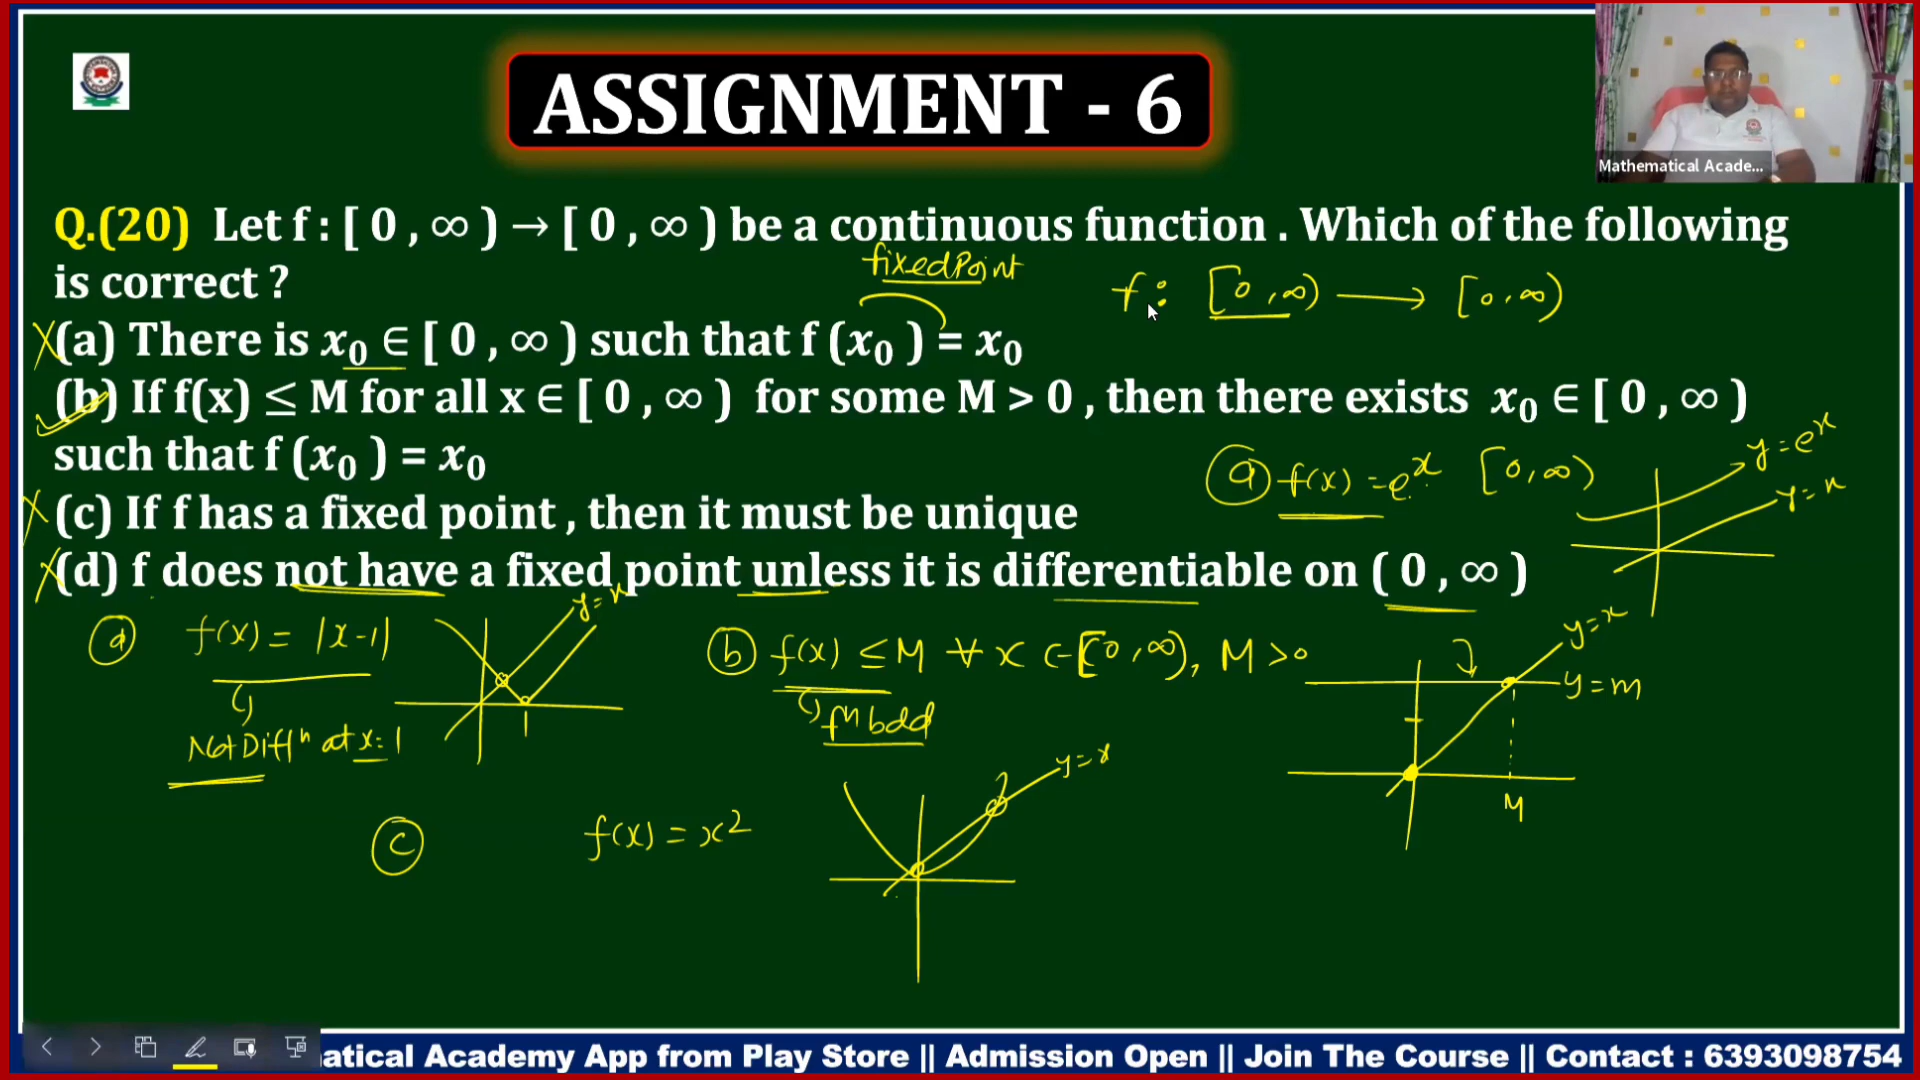 ASSIGNMENT - 6
Mathematical Acade...
Q.(20) Let f : [ 0 , ∞ ) → [ 0 , ∞ ) be a continuous function . Which of the following
is correct ?
fixed Point
f : [0 , ∞) ⟶ [0 , ∞)
(a) There is x₀ ∈ [ 0 , ∞ ) such that f (x₀ ) = x₀
(b) If f(x) ≤ M for all x ∈ [ 0 , ∞ ) for some M > 0 , then there exists x₀ ∈ [ 0 , ∞ )
such that f (x₀ ) = x₀
(a) f(x) = eˣ [0, ∞)
y = eˣ
y = x
(c) If f has a fixed point , then it must be unique
(d) f does not have a fixed point unless it is differentiable on ( 0 , ∞ )
(a) f(x) = |x-1|
y = x
1
Not Diffⁿ at x = 1
(b) f(x) ≤ M ∀ x ∈ [0 , ∞), M > 0
fⁿ bdd
y = x
y = m
M
(c) f(x) = x²
y = x
atical Academy App from Play Store || Admission Open || Join The Course || Contact : 6393098754